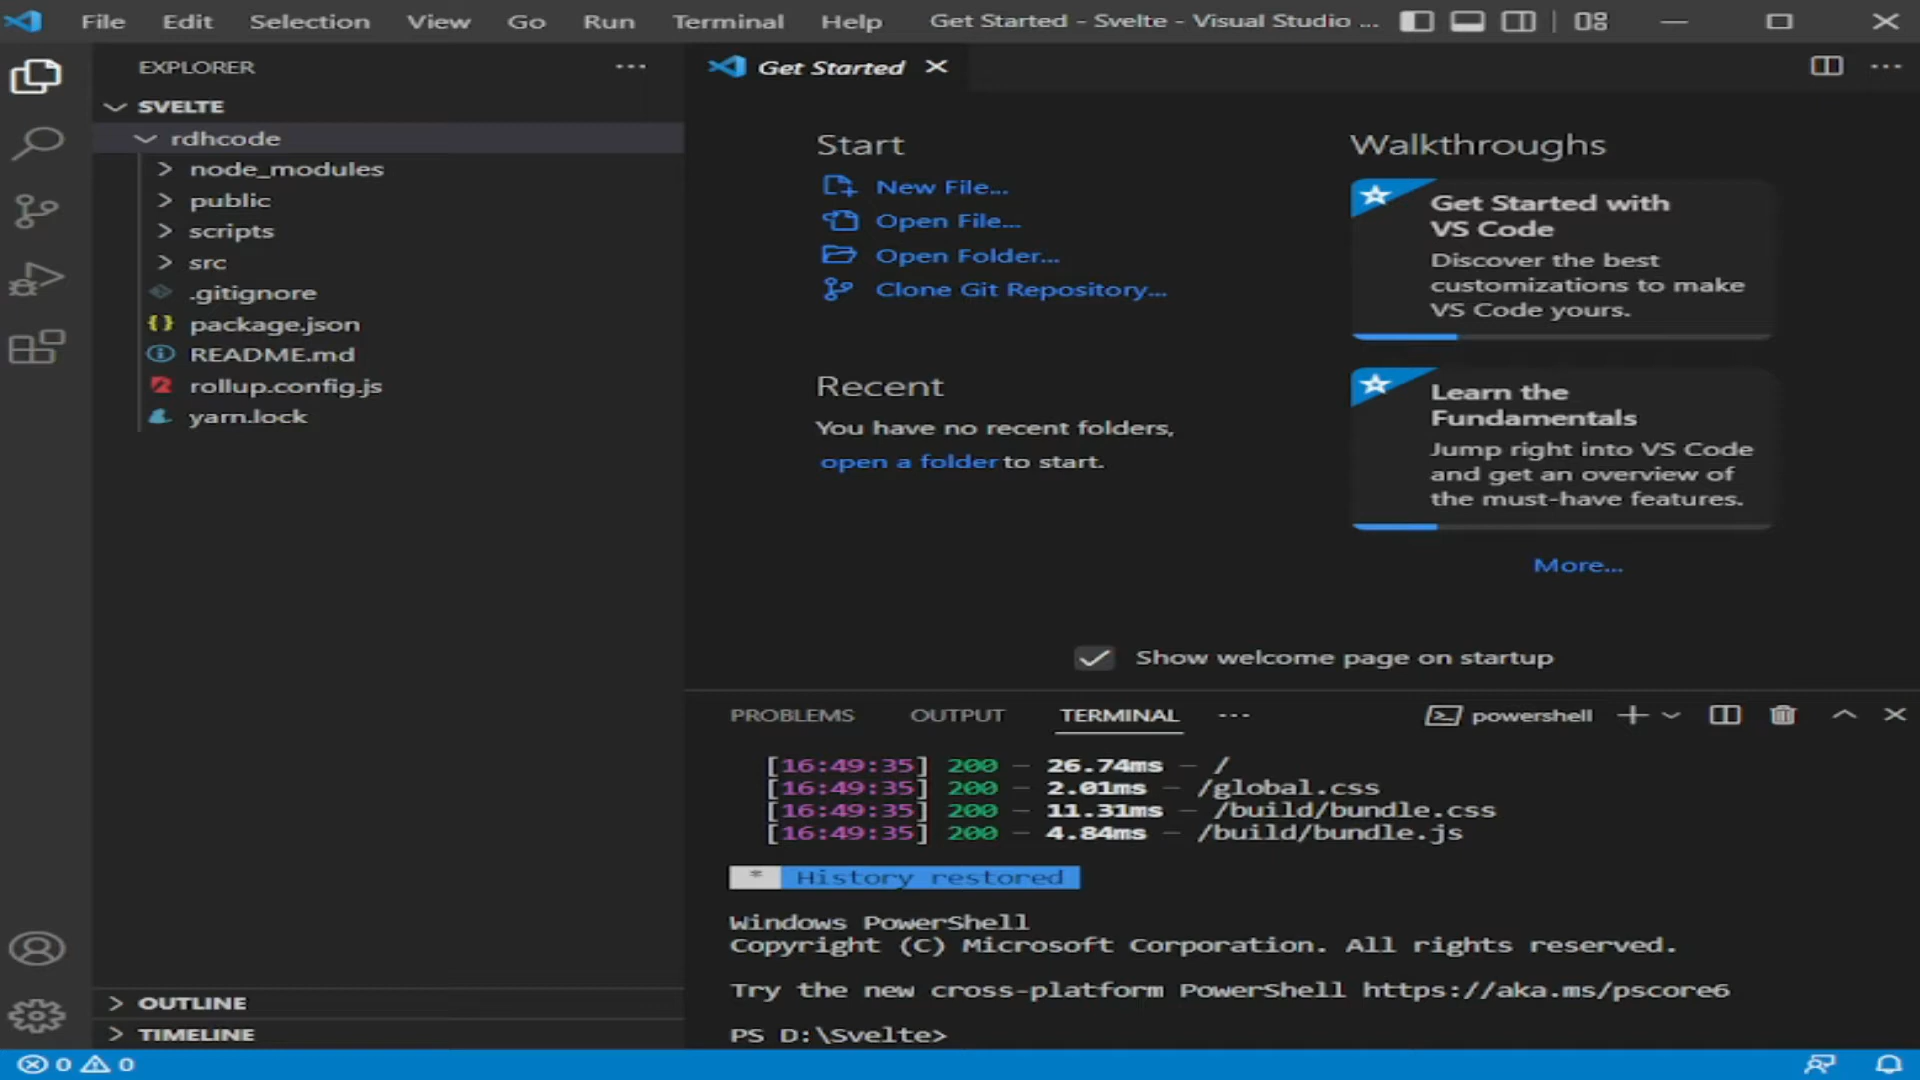 File Edit Selection View Go Run Terminal Help Get Started - Svelte - Visual Studio ...
EXPLORER
SVELTE
rdhcode
node_modules
public
scripts
src
.gitignore
package.json
README.md
rollup.config.js
yarn.lock
OUTLINE
TIMELINE
Get Started
Start
New File...
Open File...
Open Folder...
Clone Git Repository...
Recent
You have no recent folders,
open a folder to start.
Walkthroughs
Get Started with
VS Code
Discover the best
customizations to make
VS Code yours.
Learn the
Fundamentals
Jump right into VS Code
and get an overview of
the must-have features.
More...
Show welcome page on startup
PROBLEMS OUTPUT TERMINAL ... powershell
[16:49:35] 200 — 26.74ms — /
[16:49:35] 200 — 2.01ms — /global.css
[16:49:35] 200 — 11.31ms — /build/bundle.css
[16:49:35] 200 — 4.84ms — /build/bundle.js
* History restored
Windows PowerShell
Copyright (C) Microsoft Corporation. All rights reserved.
Try the new cross-platform PowerShell https://aka.ms/pscore6
PS D:\Svelte>
0 0